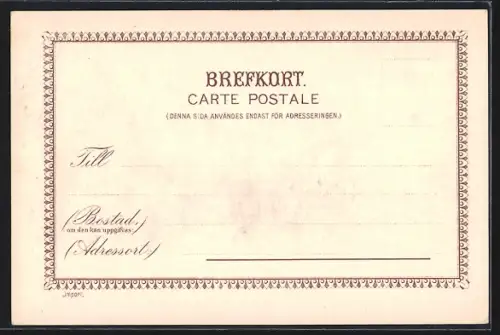 BREFKORT.
CARTE POSTALE
(DENNA SIDA ANVÄNDES ENDAST FÖR ADRESSERINGEN.)
Till
(Bostad,)
om den kan uppgifvas
(Adressort.)